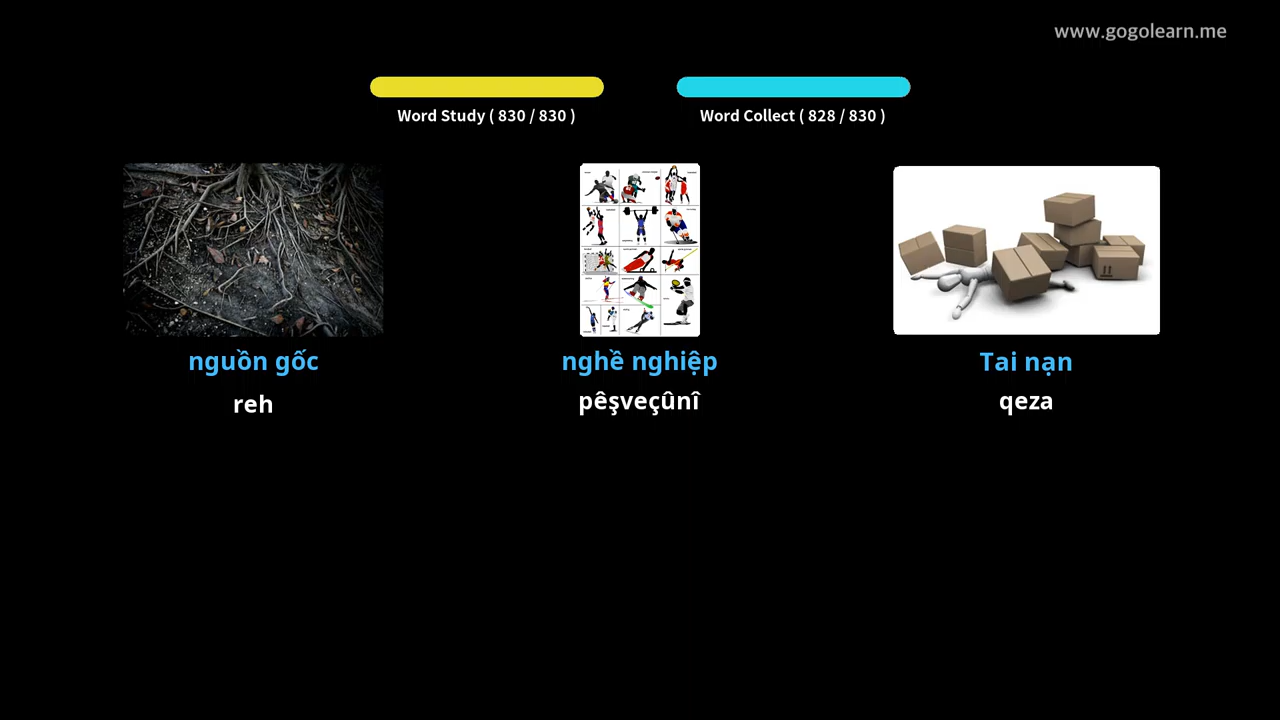 www.gogolearn.me
Word Study ( 830 / 830 )
Word Collect ( 828 / 830 )
nguồn gốc
reh
nghề nghiệp
pêşveçûnî
Tai nạn
qeza